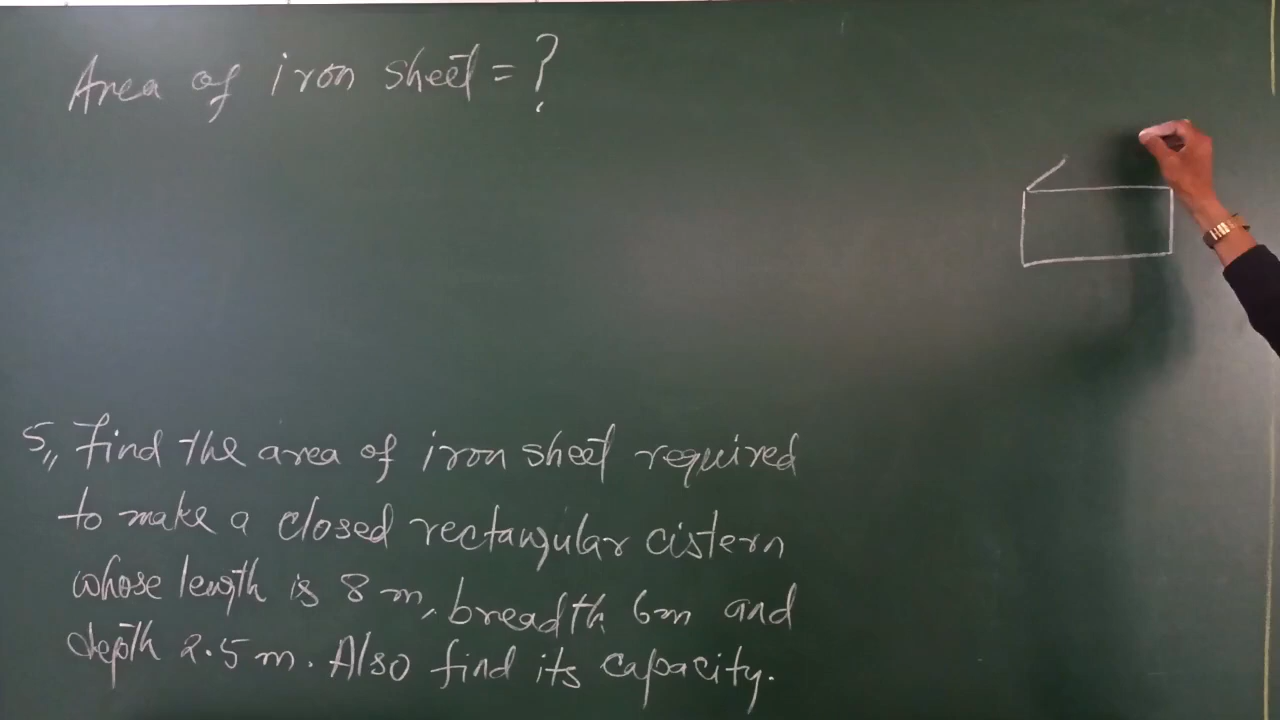 Area of iron sheet = ?
5,, Find the area of iron sheet required
to make a closed rectangular cistern
whose length is 8 m, breadth 6m and
depth 2.5 m. Also find its capacity.